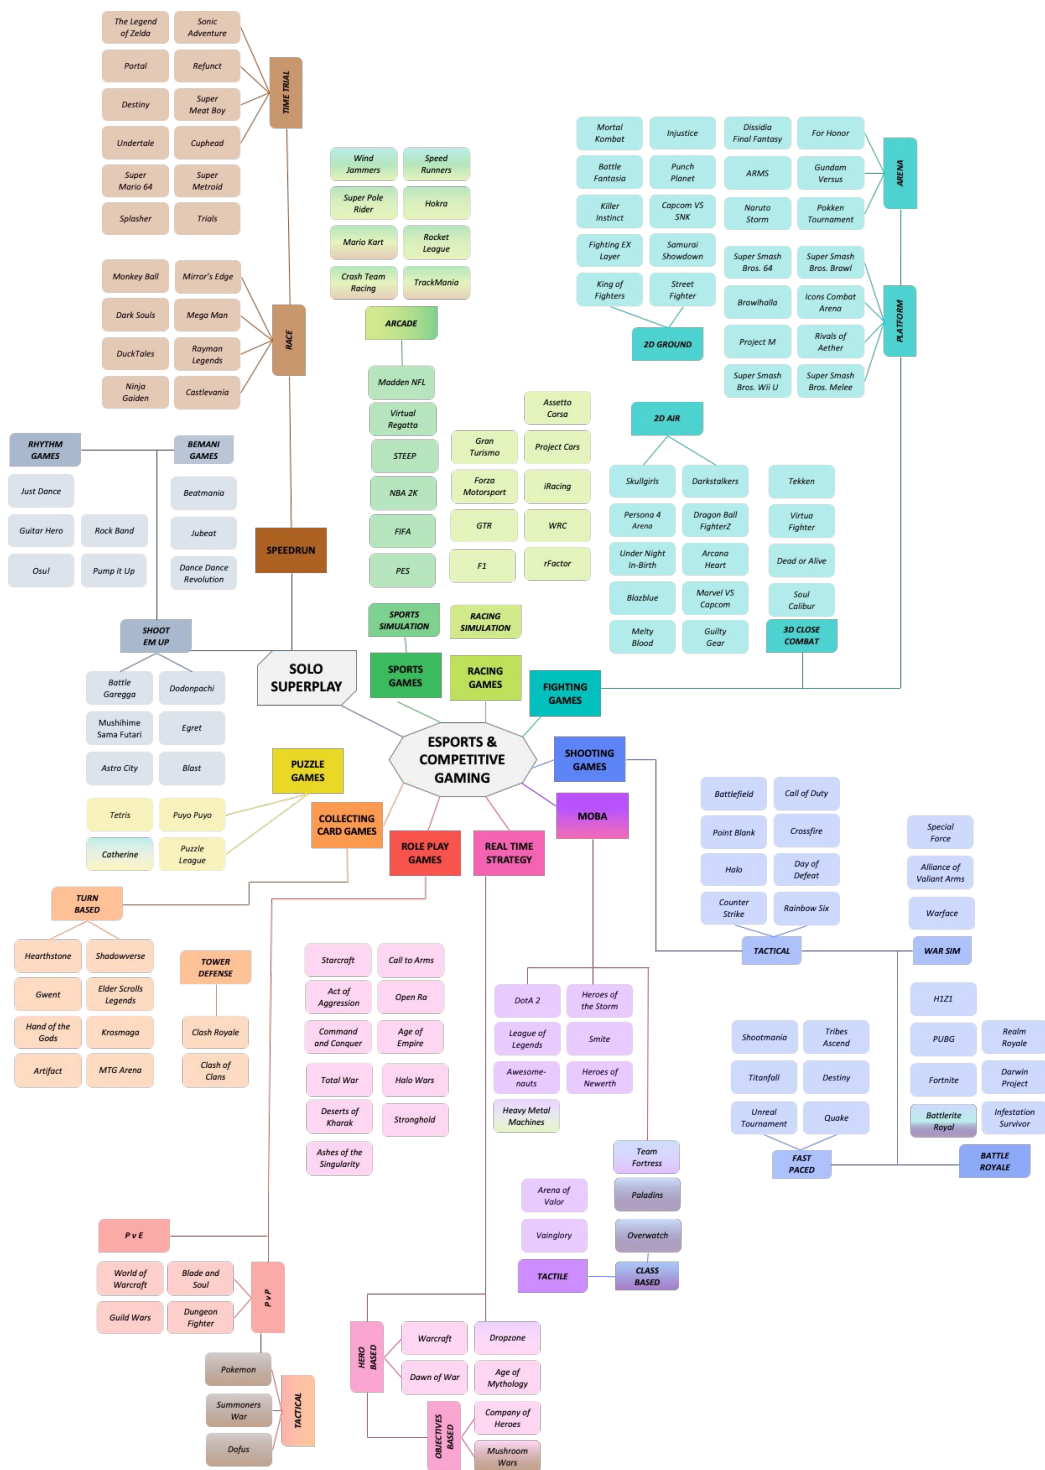 The Legend
of Zelda
Sonic
Adventure
Portal
Refunct
Destiny
Super
Meat Boy
Undertale
Cuphead
Super
Mario 64
Super
Metroid
Splasher
Trials
TIME TRIAL
Monkey Ball
Mirror's Edge
Dark Souls
Mega Man
DuckTales
Rayman
Legends
Ninja
Gaiden
Castlevania
RACE
Wind
Jammers
Speed
Runners
Super Pole
Rider
Hokra
Mario Kart
Rocket
League
Crash Team
Racing
TrackMania
ARCADE
Madden NFL
Virtual
Regatta
STEEP
NBA 2K
FIFA
PES
SPORTS
SIMULATION
Assetto
Corsa
Gran
Turismo
Project Cars
Forza
Motorsport
iRacing
GTR
WRC
F1
rFactor
RACING
SIMULATION
Mortal
Kombat
Injustice
Battle
Fantasia
Punch
Planet
Killer
Instinct
Capcom VS
SNK
Fighting EX
Layer
Samurai
Showdown
King of
Fighters
Street
Fighter
2D GROUND
Dissidia
Final Fantasy
For Honor
ARMS
Gundam
Versus
Naruto
Storm
Pokken
Tournament
ARENA
Super Smash
Bros. 64
Super Smash
Bros. Brawl
Brawlhalla
Icons Combat
Arena
Project M
Rivals of
Aether
Super Smash
Bros. Wii U
Super Smash
Bros. Melee
PLATFORM
2D AIR
Skullgirls
Darkstalkers
Persona 4
Arena
Dragon Ball
FighterZ
Under Night
In-Birth
Arcana
Heart
Blazblue
Marvel VS
Capcom
Melty
Blood
Guilty
Gear
Tekken
Virtua
Fighter
Dead or Alive
Soul
Calibur
3D CLOSE
COMBAT
RHYTHM
GAMES
BEMANI
GAMES
Just Dance
Guitar Hero
Rock Band
Osu!
Pump it Up
Beatmania
Jubeat
Dance Dance
Revolution
SPEEDRUN
SHOOT
EM UP
Battle
Garegga
Dodonpachi
Mushihime
Sama Futari
Egret
Astro City
Blast
SOLO
SUPERPLAY
SPORTS
GAMES
RACING
GAMES
FIGHTING
GAMES
ESPORTS &
COMPETITIVE
GAMING
SHOOTING
GAMES
MOBA
PUZZLE
GAMES
COLLECTING
CARD GAMES
ROLE PLAY
GAMES
REAL TIME
STRATEGY
Tetris
Puyo Puyo
Catherine
Puzzle
League
TURN
BASED
Hearthstone
Shadowverse
Gwent
Elder Scrolls
Legends
Hand of the
Gods
Krosmaga
Artifact
MTG Arena
TOWER
DEFENSE
Clash Royale
Clash of
Clans
Starcraft
Call to Arms
Act of
Aggression
Open Ra
Command
and Conquer
Age of
Empire
Total War
Halo Wars
Deserts of
Kharak
Stronghold
Ashes of the
Singularity
DotA 2
Heroes of
the Storm
League of
Legends
Smite
Awesome-
nauts
Heroes of
Newerth
Heavy Metal
Machines
Team
Fortress
Paladins
Overwatch
Arena of
Valor
Vainglory
TACTILE
CLASS
BASED
Battlefield
Call of Duty
Point Blank
Crossfire
Halo
Day of
Defeat
Counter
Strike
Rainbow Six
TACTICAL
Special
Force
Alliance of
Valiant Arms
Warface
WAR SIM
Shootmania
Tribes
Ascend
Titanfall
Destiny
Unreal
Tournament
Quake
FAST
PACED
H1Z1
PUBG
Realm
Royale
Fortnite
Darwin
Project
Battlerite
Royal
Infestation
Survivor
BATTLE
ROYALE
P v E
World of
Warcraft
Blade and
Soul
Guild Wars
Dungeon
Fighter
P v P
Pokemon
Summoners
War
Dofus
TACTICAL
HERO
BASED
Warcraft
Dropzone
Dawn of War
Age of
Mythology
OBJECTIVES
BASED
Company of
Heroes
Mushroom
Wars